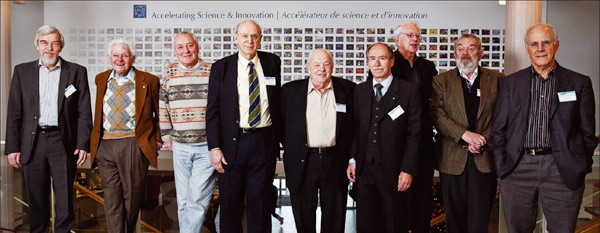 Accelerating Science & Innovation | Accélérateur de science et d'innovation